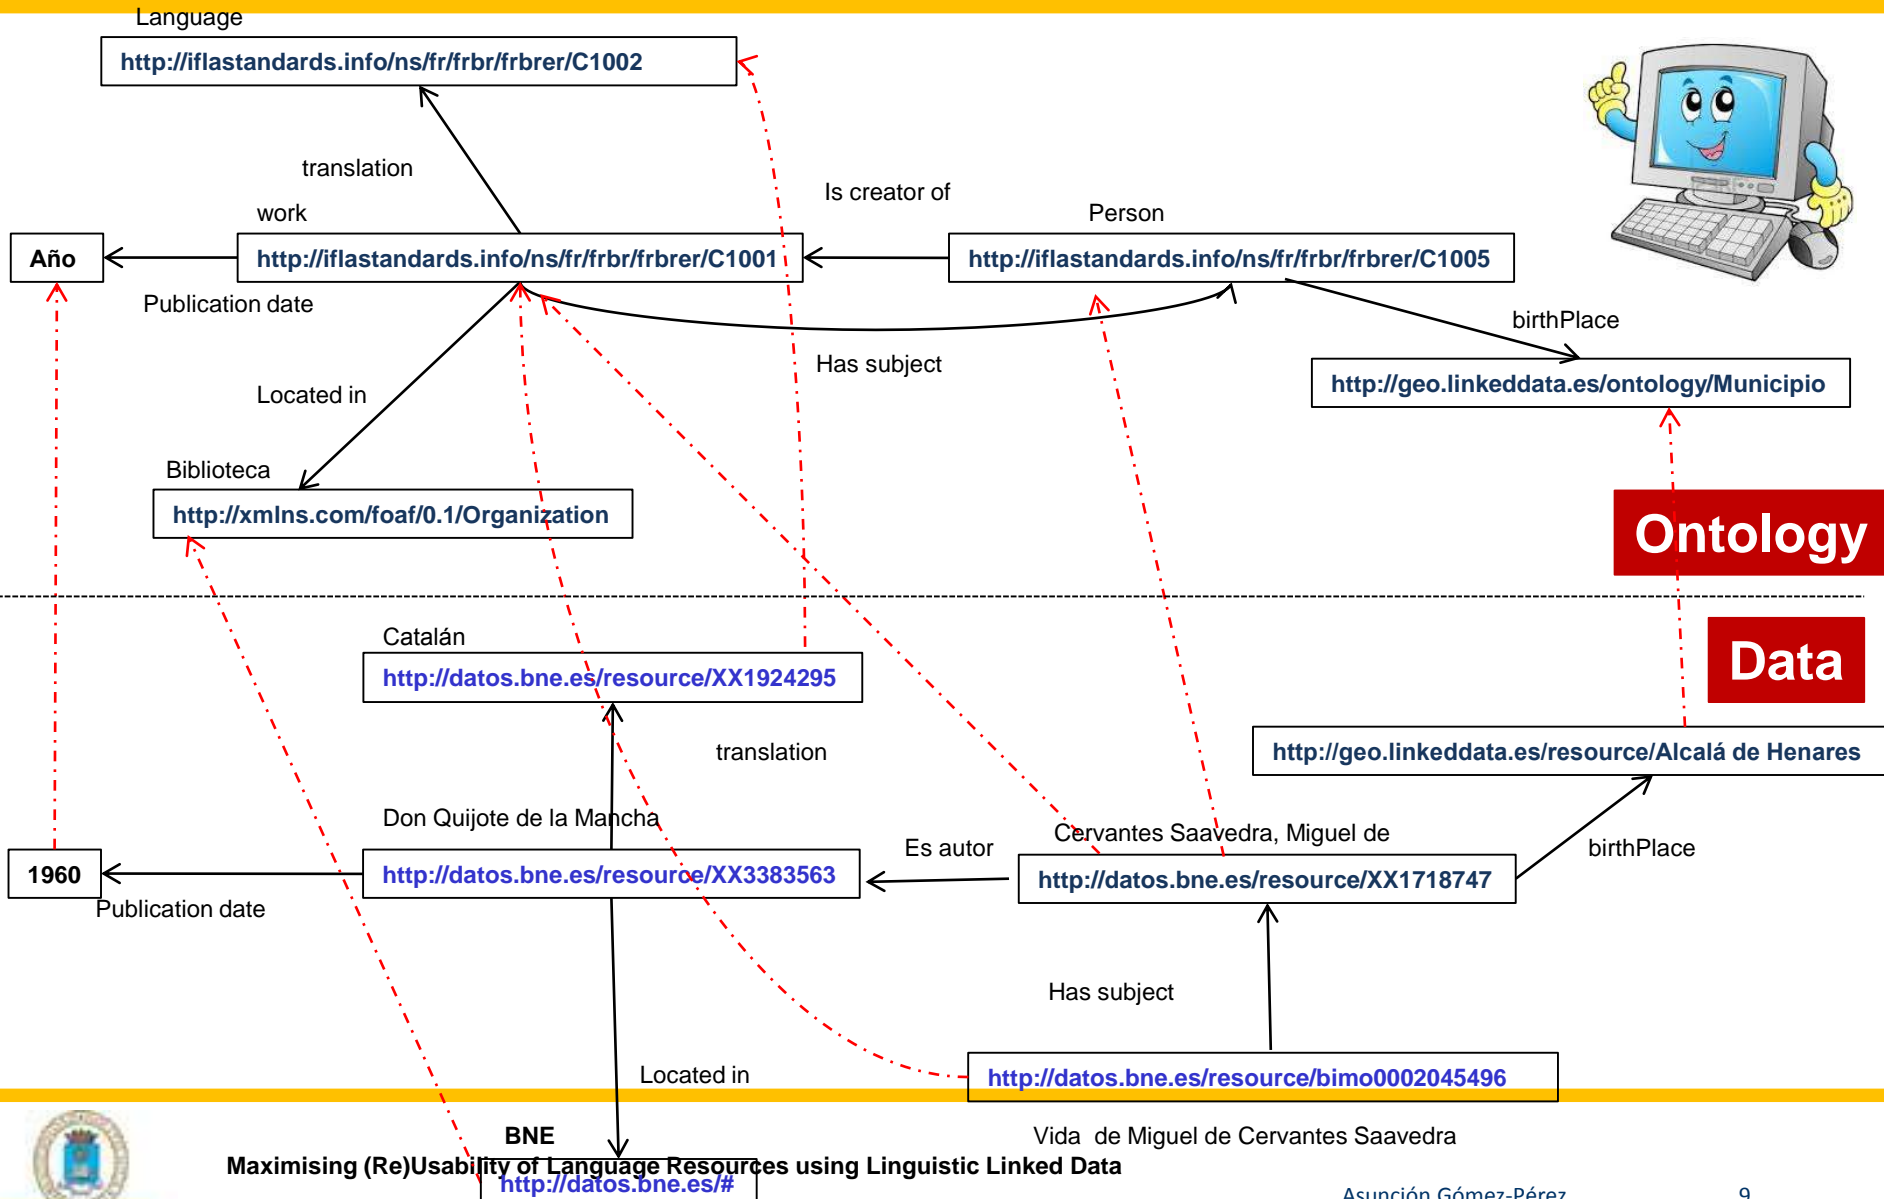 Language
http://iflastandards.info/ns/fr/frbr/frbrer/C1002
translation
Is creator of
work
Person
Año
http://iflastandards.info/ns/fr/frbr/frbrer/C1001
http://iflastandards.info/ns/fr/frbr/frbrer/C1005
Publication date
birthPlace
Has subject
http://geo.linkeddata.es/ontology/Municipio
Located in
Biblioteca
http://xmlns.com/foaf/0.1/Organization
Ontology
Catalán
Data
http://datos.bne.es/resource/XX1924295
translation
http://geo.linkeddata.es/resource/Alcalá de Henares
Don Quijote de la Mancha
Es autor
Cervantes Saavedra, Miguel de
birthPlace
1960
http://datos.bne.es/resource/XX3383563
http://datos.bne.es/resource/XX1718747
Publication date
Has subject
Located in
http://datos.bne.es/resource/bimo0002045496
BNE
Vida de Miguel de Cervantes Saavedra
Maximising (Re)Usability of Language Resources using Linguistic Linked Data
http://datos.bne.es/#
Asunción Gómez-Pérez
9